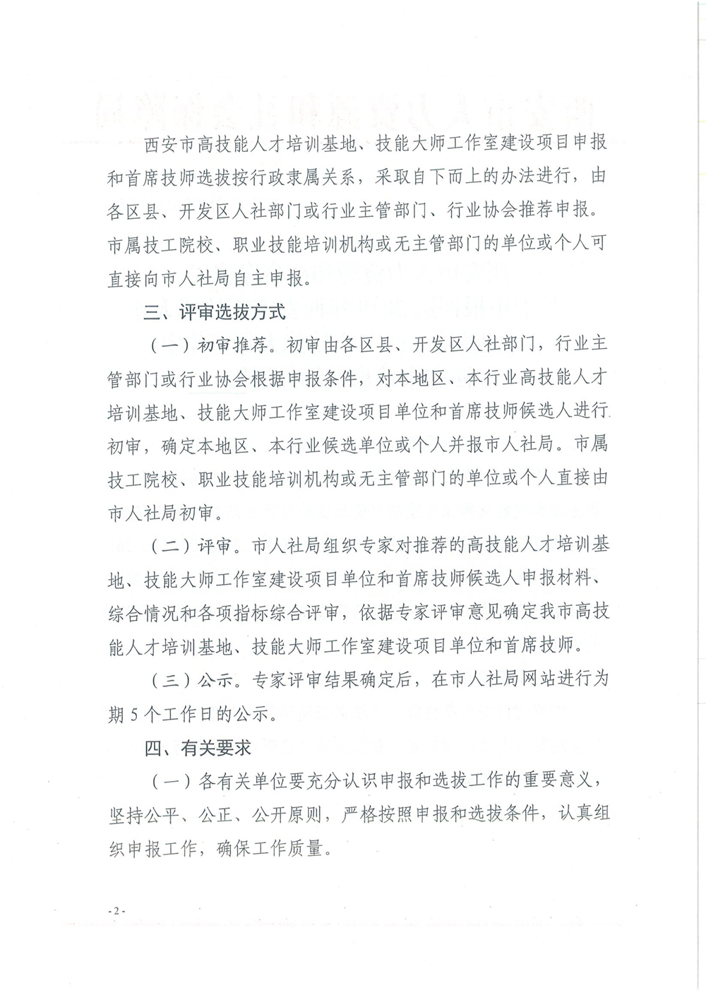 西安市高技能人才培训基地、技能大师工作室建设项目申报
和首席技师选拔按行政隶属关系，采取自下而上的办法进行，由
各区县、开发区人社部门或行业主管部门、行业协会推荐申报。
市属技工院校、职业技能培训机构或无主管部门的单位或个人可
直接向市人社局自主申报。
三、评审选拔方式
（一）初审推荐。初审由各区县、开发区人社部门，行业主
管部门或行业协会根据申报条件，对本地区、本行业高技能人才
培训基地、技能大师工作室建设项目单位和首席技师候选人进行
初审，确定本地区、本行业候选单位或个人并报市人社局。市属
技工院校、职业技能培训机构或无主管部门的单位或个人直接由
市人社局初审。
（二）评审。市人社局组织专家对推荐的高技能人才培训基
地、技能大师工作室建设项目单位和首席技师候选人申报材料、
综合情况和各项指标综合评审，依据专家评审意见确定我市高技
能人才培训基地、技能大师工作室建设项目单位和首席技师。
（三）公示。专家评审结果确定后，在市人社局网站进行为
期 5 个工作日的公示。
四、有关要求
（一）各有关单位要充分认识申报和选拔工作的重要意义，
坚持公平、公正、公开原则，严格按照申报和选拔条件，认真组
织申报工作，确保工作质量。
- 2 -